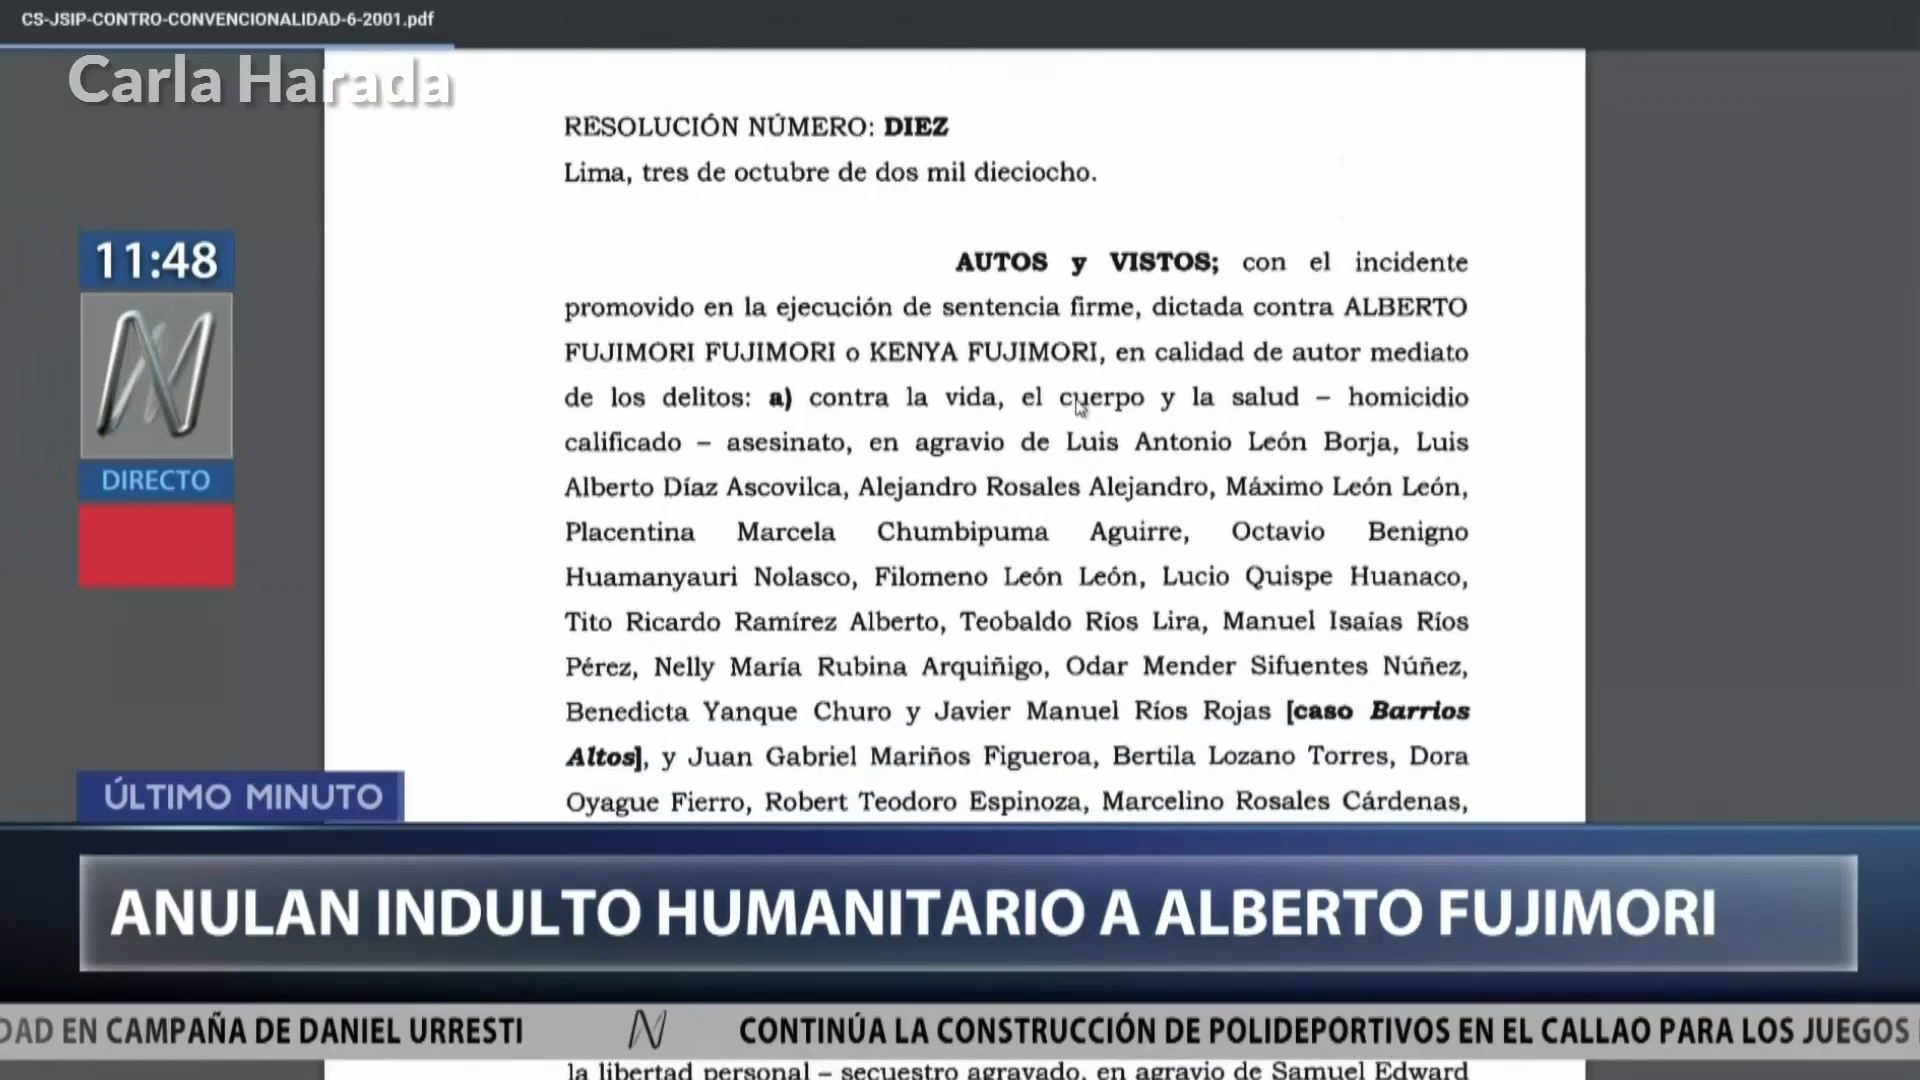 CS-JSIP-CONTRO-CONVENCIONALIDAD-6-2001.pdf
Carla Harada
RESOLUCIÓN NÚMERO: DIEZ
Lima, tres de octubre de dos mil dieciocho.
11:48
DIRECTO
AUTOS y VISTOS; con el incidente
promovido en la ejecución de sentencia firme, dictada contra ALBERTO
FUJIMORI FUJIMORI o KENYA FUJIMORI, en calidad de autor mediato
de los delitos: a) contra la vida, el cuerpo y la salud – homicidio
calificado – asesinato, en agravio de Luis Antonio León Borja, Luis
Alberto Díaz Ascovilca, Alejandro Rosales Alejandro, Máximo León León,
Placentina Marcela Chumbipuma Aguirre, Octavio Benigno
Huamanyauri Nolasco, Filomeno León León, Lucio Quispe Huanaco,
Tito Ricardo Ramírez Alberto, Teobaldo Ríos Lira, Manuel Isaías Ríos
Pérez, Nelly María Rubina Arquiñigo, Odar Mender Sifuentes Núñez,
Benedicta Yanque Churo y Javier Manuel Ríos Rojas [caso Barrios
Altos], y Juan Gabriel Mariños Figueroa, Bertila Lozano Torres, Dora
Oyague Fierro, Robert Teodoro Espinoza, Marcelino Rosales Cárdenas,
ÚLTIMO MINUTO
ANULAN INDULTO HUMANITARIO A ALBERTO FUJIMORI
DAD EN CAMPAÑA DE DANIEL URRESTI N CONTINÚA LA CONSTRUCCIÓN DE POLIDEPORTIVOS EN EL CALLAO PARA LOS JUEGOS
la libertad personal – secuestro agravado, en agravio de Samuel Edward